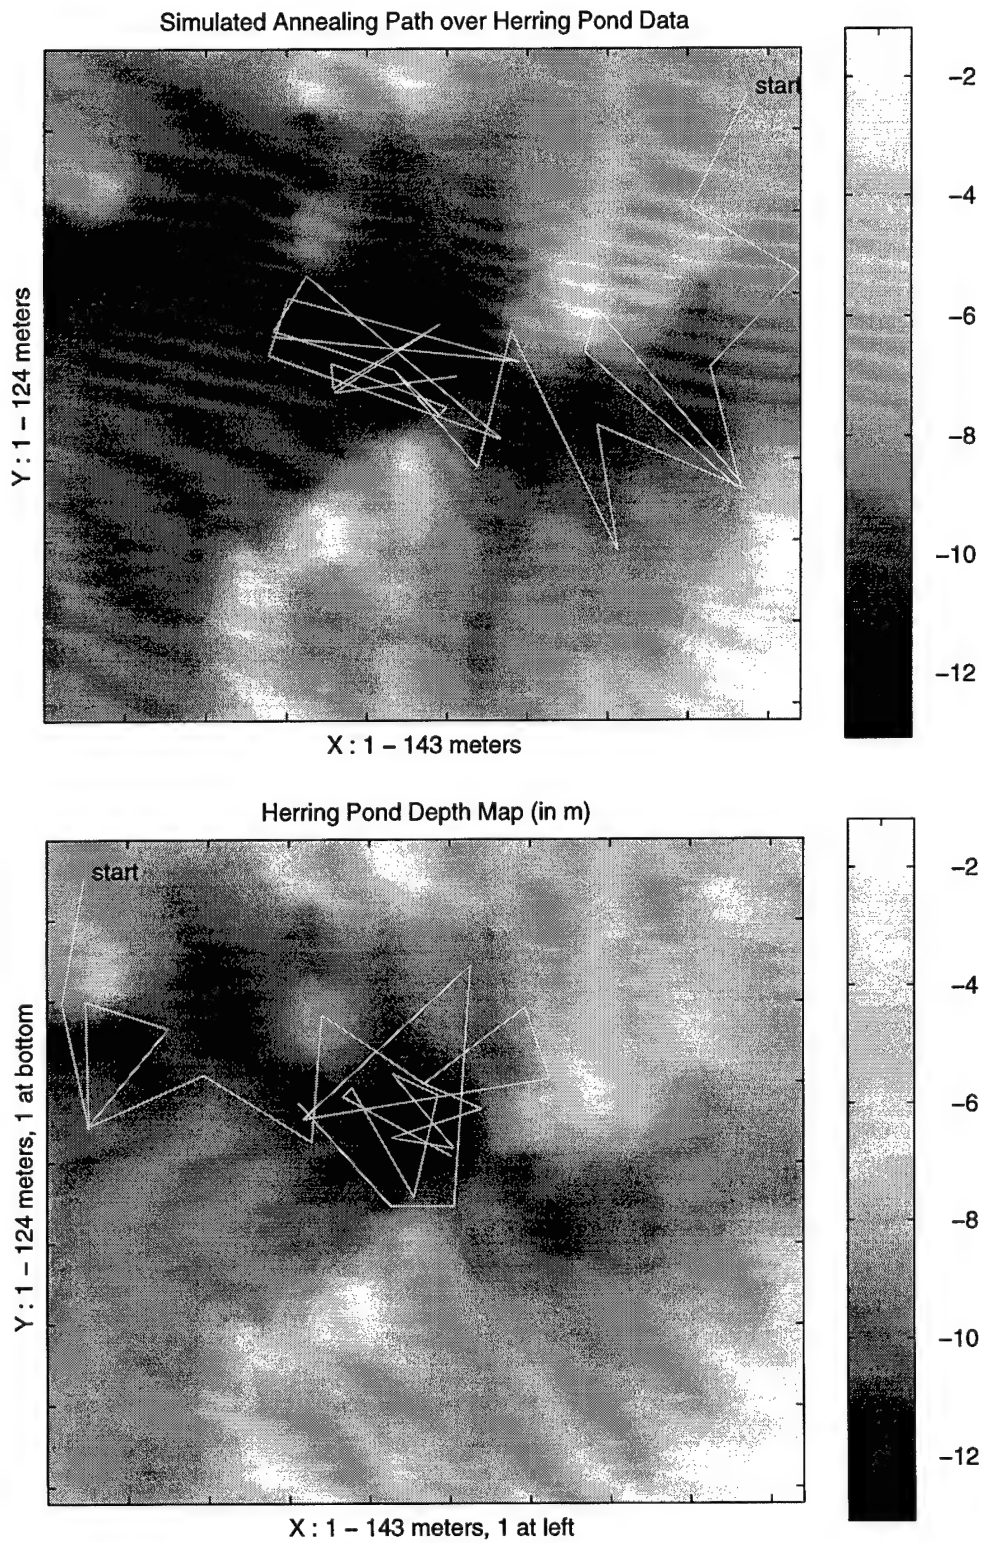 Simulated Annealing Path over Herring Pond Data
start
−2
−4
−6
−8
−10
−12
Y : 1 − 124 meters
X : 1 − 143 meters
Herring Pond Depth Map (in m)
start
−2
−4
−6
−8
−10
−12
Y : 1 − 124 meters, 1 at bottom
X : 1 − 143 meters, 1 at left